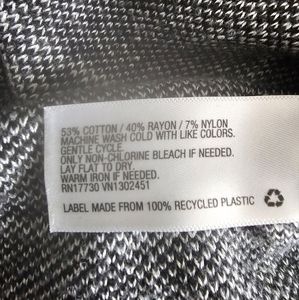 53% COTTON / 40% RAYON / 7% NYLON
MACHINE WASH COLD WITH LIKE COLORS.
GENTLE CYCLE.
ONLY NON-CHLORINE BLEACH IF NEEDED.
LAY FLAT TO DRY.
WARM IRON IF NEEDED.
RN17730 VN1302451
LABEL MADE FROM 100% RECYCLED PLASTIC